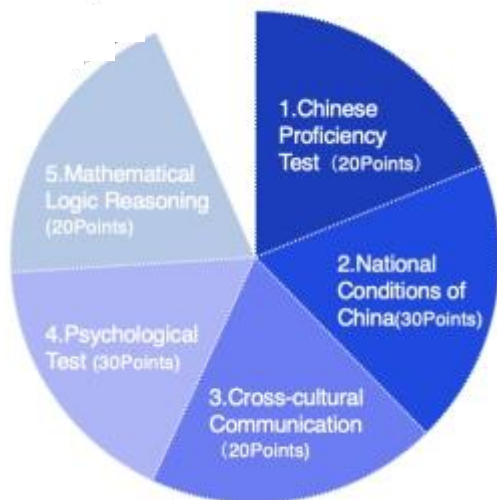 1.Chinese
Proficiency
Test（20Points）
2.National
Conditions of
China(30Points)
3.Cross-cultural
Communication
（20Points)
4.Psychological
Test (30Points)
5.Mathematical
Logic Reasoning
(20Points)